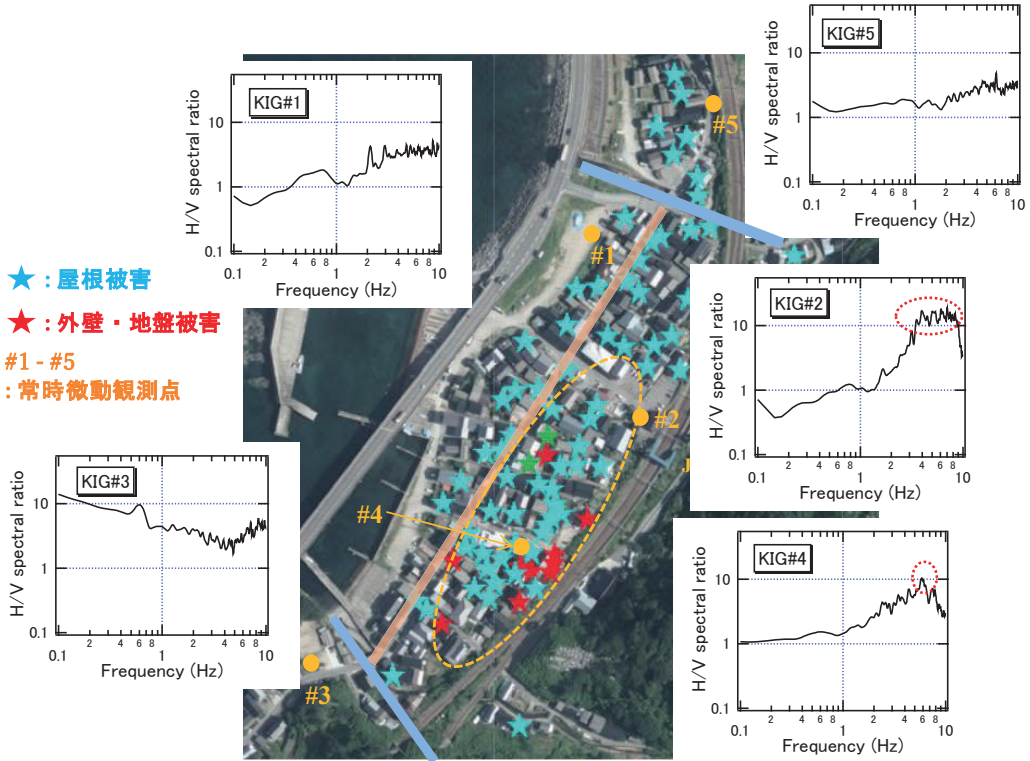 KIG#1
H/V spectral ratio
10
1
0.1
0.1 2 4 6 8 1 2 4 6 8 10
Frequency (Hz)
KIG#5
H/V spectral ratio
10
1
0.1
0.1 2 4 6 8 1 2 4 6 8 10
Frequency (Hz)
★ : 屋根被害
★ : 外壁・地盤被害
#1 - #5
: 常時微動観測点
#5
#1
#2
#4
#3
J
KIG#2
H/V spectral ratio
10
1
0.1
0.1 2 4 6 8 1 2 4 6 8 10
Frequency (Hz)
KIG#3
H/V spectral ratio
10
1
0.1
0.1 2 4 6 8 1 2 4 6 8 10
Frequency (Hz)
KIG#4
H/V spectral ratio
10
1
0.1
0.1 2 4 6 8 1 2 4 6 8 10
Frequency (Hz)